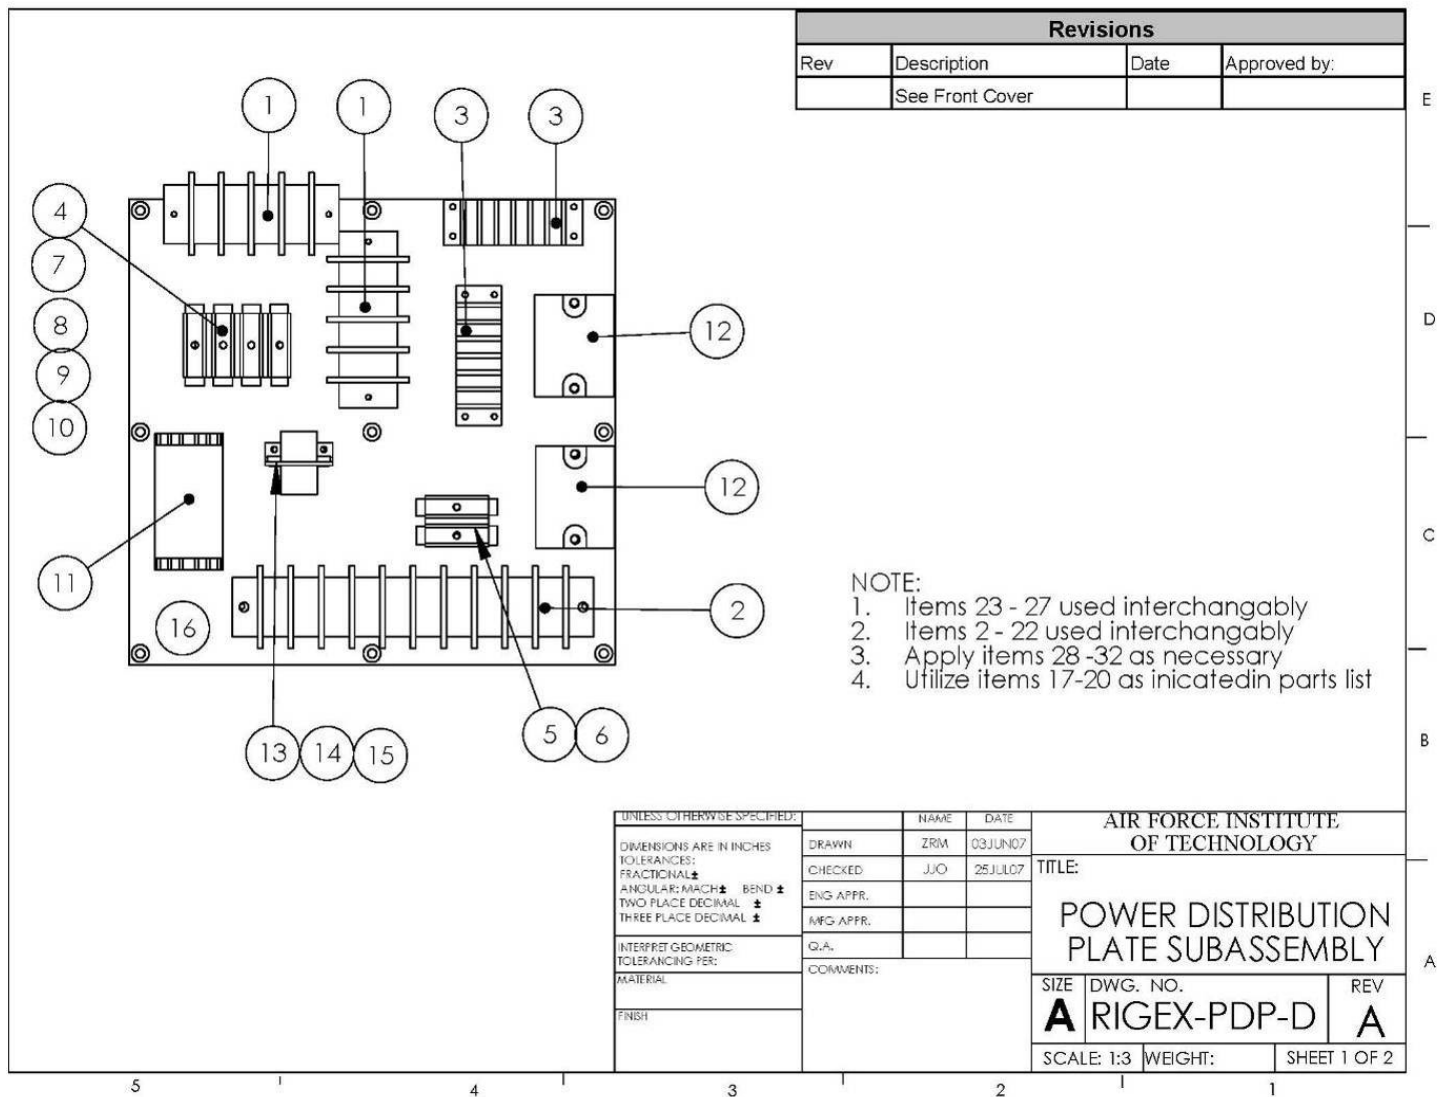 Revisions
Rev Description Date Approved by:
See Front Cover
E
1 1 3 3
4
7
8
9
10
D
12
12
C
11
16
2
NOTE:
1. Items 23 - 27 used interchangably
2. Items 2 - 22 used interchangably
3. Apply items 28 -32 as necessary
4. Utilize items 17-20 as inicatedin parts list
13 14 15
5 6
B
UNLESS OTHERWISE SPECIFIED:
DIMENSIONS ARE IN INCHES
TOLERANCES:
FRACTIONAL±
ANGULAR: MACH± BEND ±
TWO PLACE DECIMAL ±
THREE PLACE DECIMAL ±
INTERPRET GEOMETRIC
TOLERANCING PER:
MATERIAL
FINISH
NAME DATE
DRAWN ZRM 03JUN07
CHECKED JJO 25JUL07
ENG APPR.
MFG APPR.
Q.A.
COMMENTS:
AIR FORCE INSTITUTE
OF TECHNOLOGY
TITLE:
POWER DISTRIBUTION
PLATE SUBASSEMBLY
A
SIZE DWG. NO. REV
A RIGEX-PDP-D A
SCALE: 1:3 WEIGHT: SHEET 1 OF 2
5 4 3 2 1